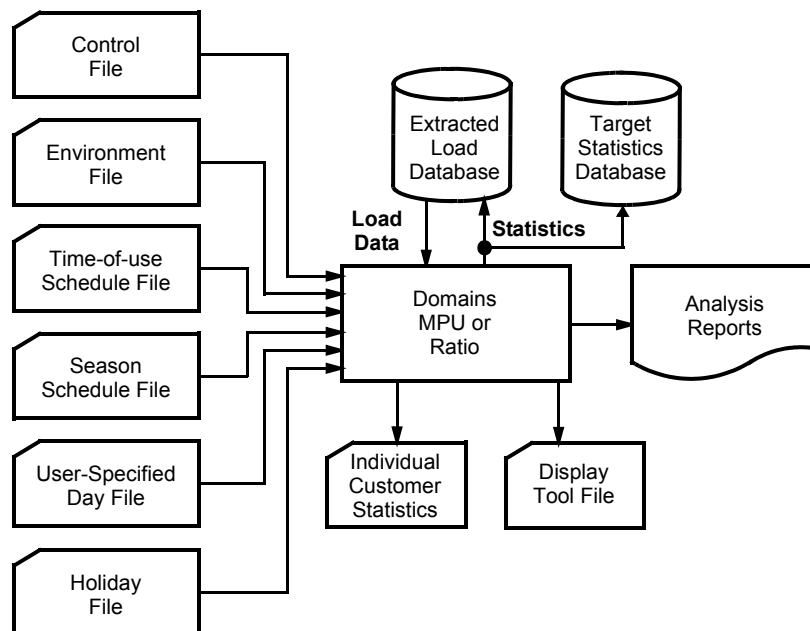 Control
File
Environment
File
Time-of-use
Schedule File
Season
Schedule File
User-Specified
Day File
Holiday
File
Extracted
Load
Database
Target
Statistics
Database
Load
Data
Statistics
Domains
MPU or
Ratio
Analysis
Reports
Individual
Customer
Statistics
Display
Tool File